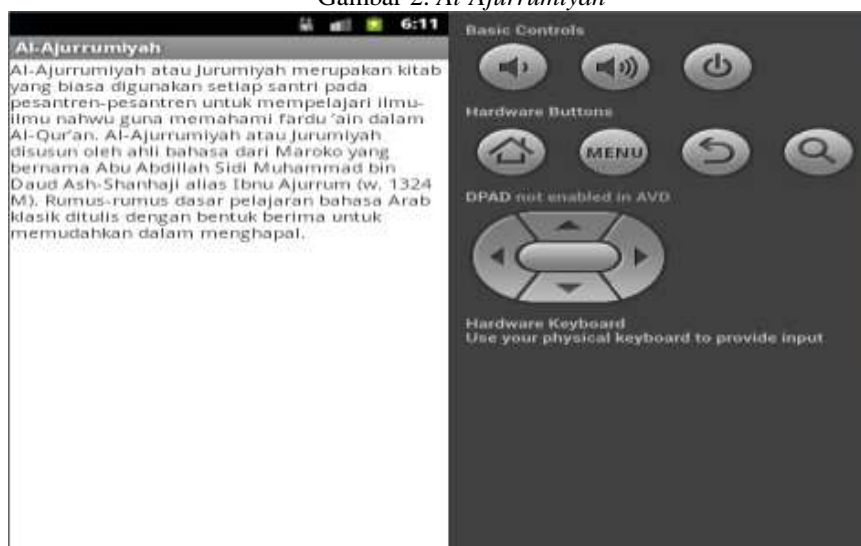 Gambar 2. Al-Ajurrumiyah
6:11
Al-Ajurrumiyah
Al-Ajurrumiyah atau Jurumiyah merupakan kitab
yang biasa digunakan setiap santri pada
pesantren-pesantren untuk mempelajari ilmu-
ilmu nahwu guna memahami fardu 'ain dalam
Al-Qur'an. Al-Ajurrumiyah atau Jurumiyah
disusun oleh ahli bahasa dari Maroko yang
bernama Abu Abdillah Sidi Muhammad bin
Daud Ash-Shanhaji alias Ibnu Ajurrum (w. 1324
M). Rumus-rumus dasar pelajaran bahasa Arab
klasik ditulis dengan bentuk berima untuk
memudahkan dalam menghapal.
Basic Controls
Hardware Buttons
MENU
DPAD not enabled in AVD
Hardware Keyboard
Use your physical keyboard to provide input